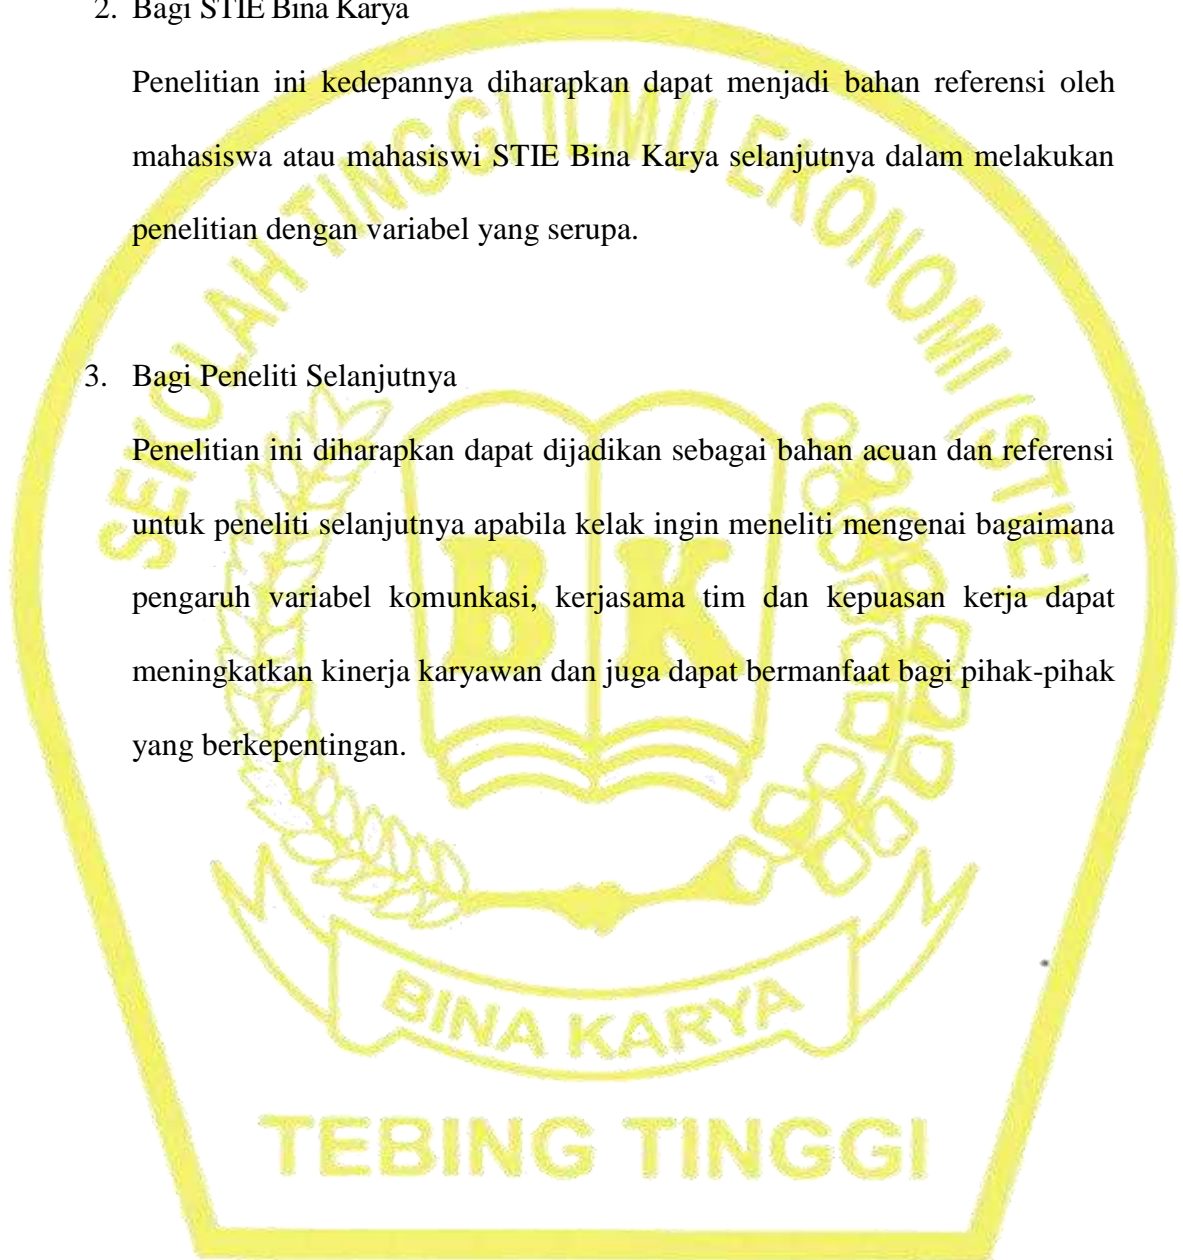 2. Bagi STIE Bina Karya
Penelitian ini kedepannya diharapkan dapat menjadi bahan referensi oleh
mahasiswa atau mahasiswi STIE Bina Karya selanjutnya dalam melakukan
penelitian dengan variabel yang serupa.
3. Bagi Peneliti Selanjutnya
Penelitian ini diharapkan dapat dijadikan sebagai bahan acuan dan referensi
untuk peneliti selanjutnya apabila kelak ingin meneliti mengenai bagaimana
pengaruh variabel komunkasi, kerjasama tim dan kepuasan kerja dapat
meningkatkan kinerja karyawan dan juga dapat bermanfaat bagi pihak-pihak
yang berkepentingan.
SEKOLAH TINGGI ILMU EKONOMI (STIE)
BK
BINA KARYA
TEBING TINGGI